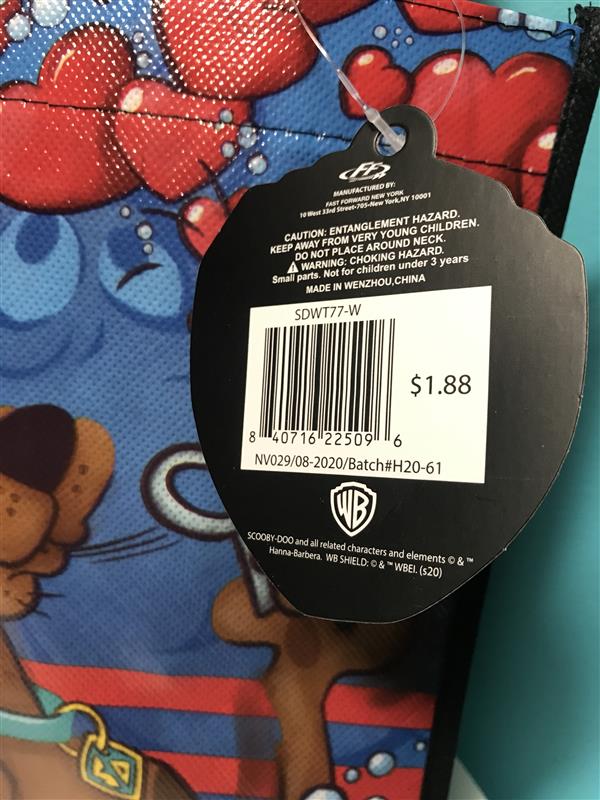 FF
MANUFACTURED BY:
FAST FORWARD NEW YORK
10 West 33rd Street-705-New York,NY 10001
CAUTION: ENTANGLEMENT HAZARD.
KEEP AWAY FROM VERY YOUNG CHILDREN.
DO NOT PLACE AROUND NECK.
⚠ WARNING: CHOKING HAZARD.
Small parts. Not for children under 3 years
MADE IN WENZHOU,CHINA
SDWT77-W
$1.88
8 40716 22509 6
NV029/08-2020/Batch#H20-61
WB
SCOOBY-DOO and all related characters and elements © & ™
Hanna-Barbera. WB SHIELD: © & ™ WBEI. (s20)
SD